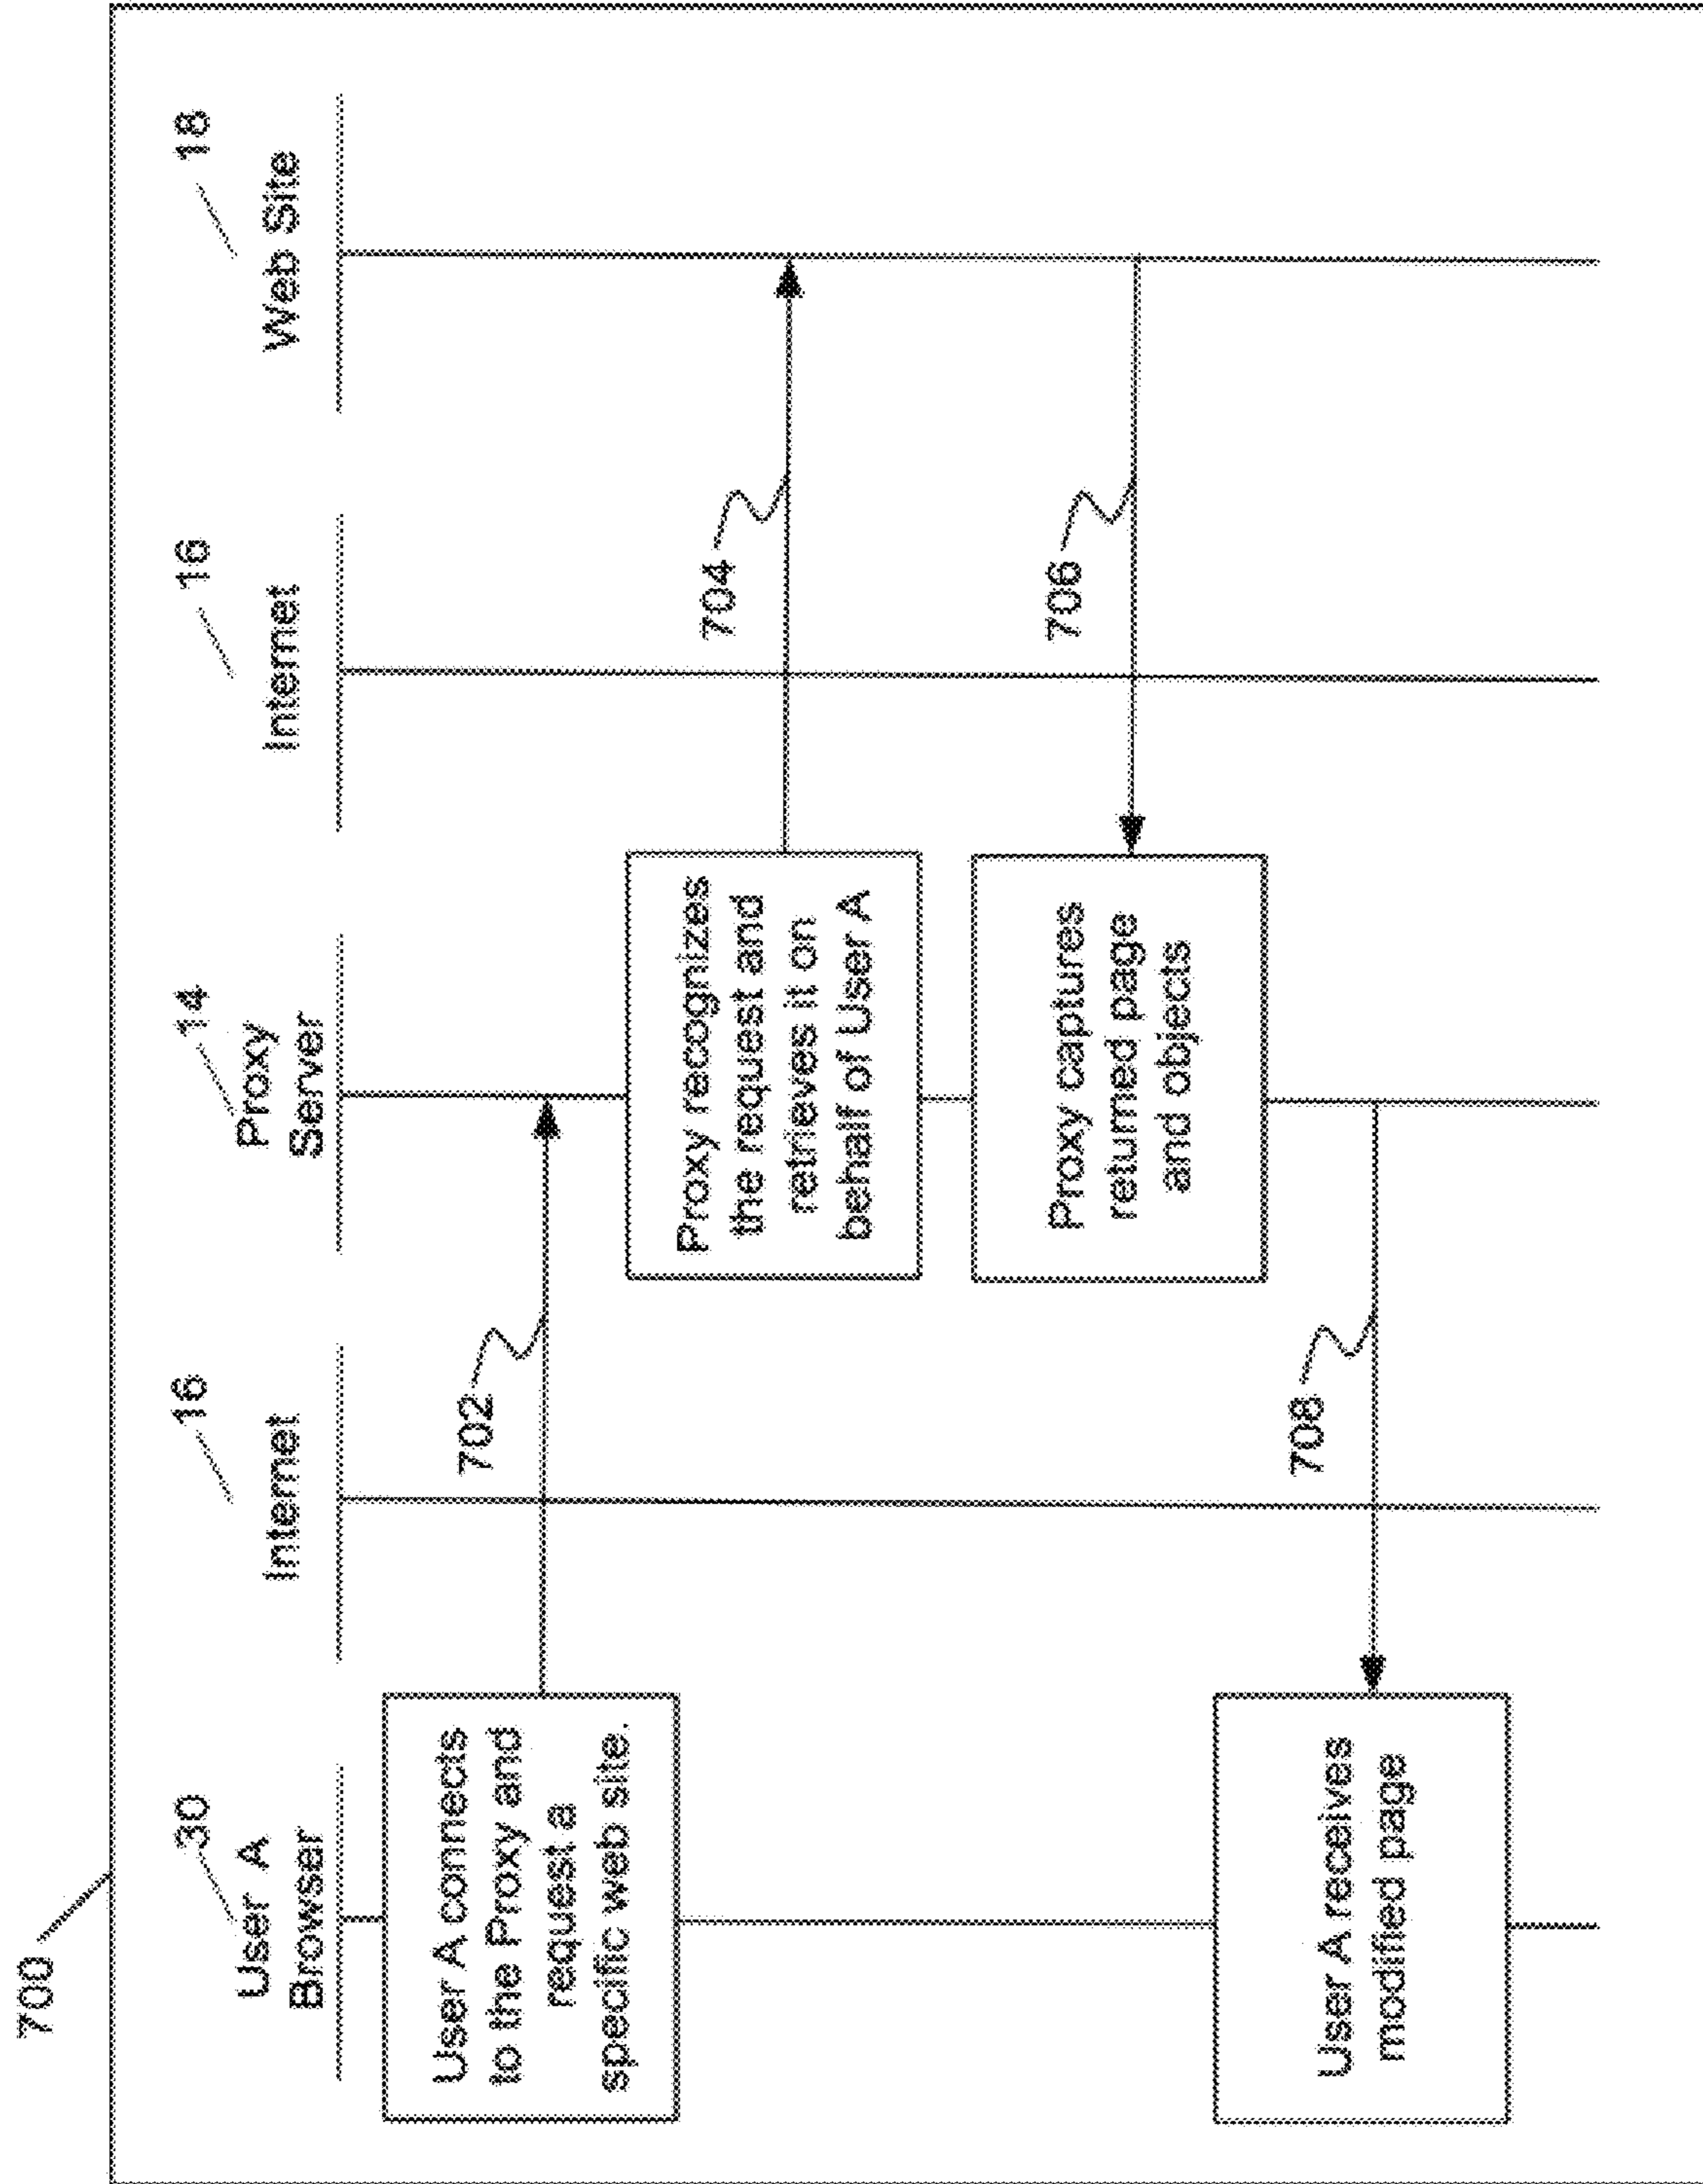 700
30
User A
Browser
16
Internet
14
Proxy
Server
16
Internet
18
Web Site
User A connects
to the Proxy and
request a
specific web site.
702
Proxy recognizes
the request and
retrieves it on
behalf of User A
704
Proxy captures
returned page
and objects
706
User A receives
modified page
708